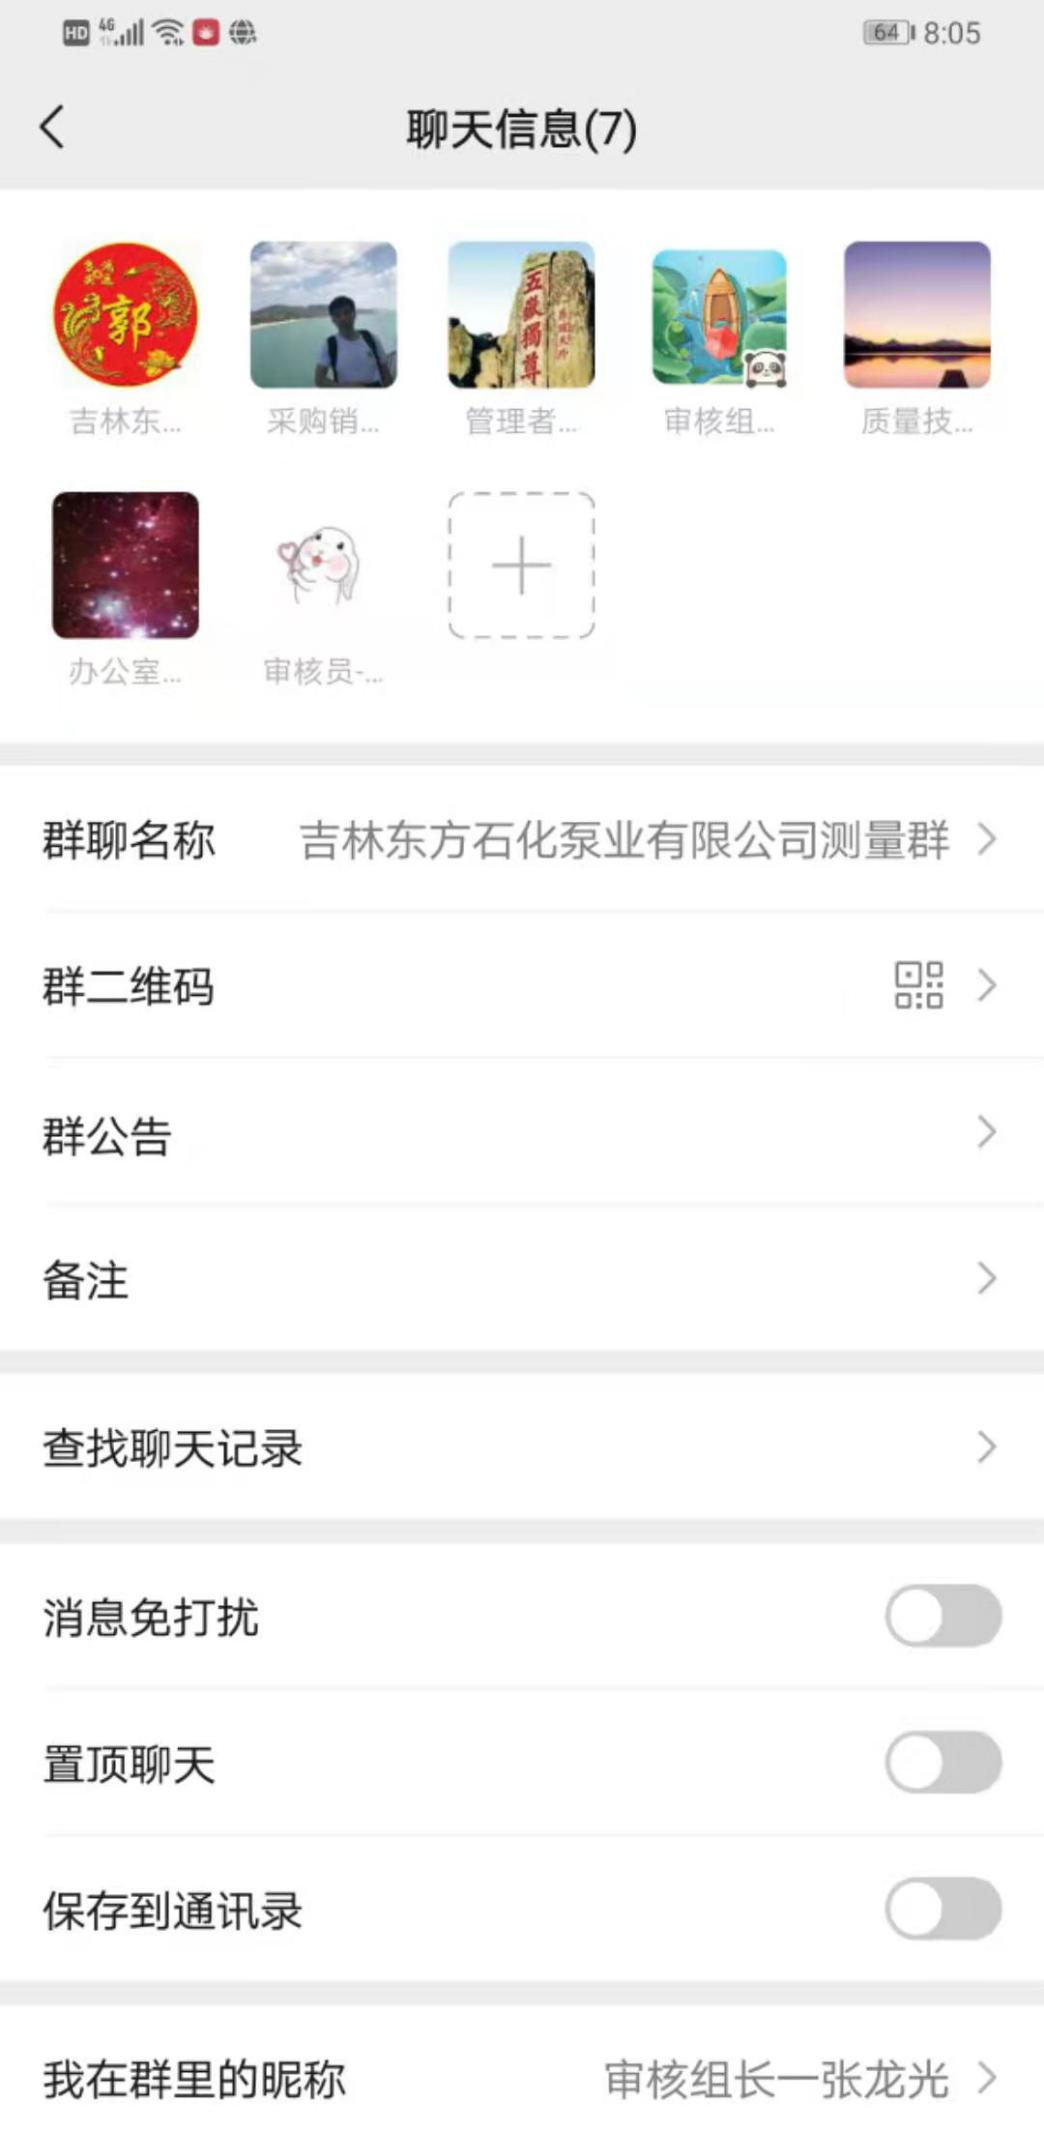 HD 4G 64 8:05
聊天信息(7)
郭
五嶽獨尊
吉林东... 采购销... 管理者... 审核组... 质量技...
办公室... 审核员-...
群聊名称 吉林东方石化泵业有限公司测量群
群二维码
群公告
备注
查找聊天记录
消息免打扰
置顶聊天
保存到通讯录
我在群里的昵称 审核组长一张龙光